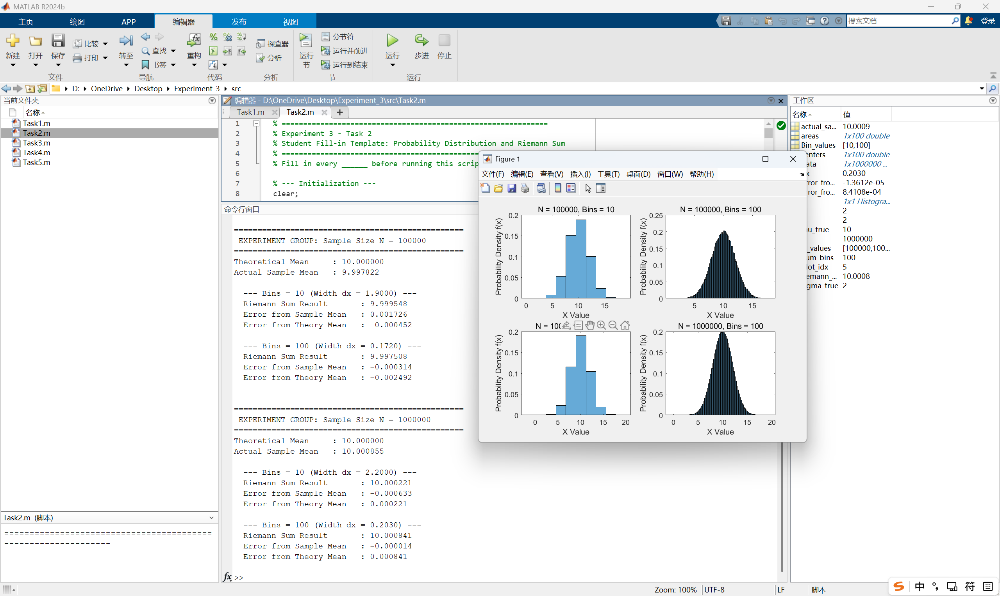 MATLAB R2024b
主页 绘图 APP 编辑器 发布 视图
搜索文档 登录
新建 打开 保存 比较 打印
文件
转至 查找 书签
导航
重构
代码
探查器
分析
分析
运行节 分节符 运行并前进 运行到结束
节
运行 步进 停止
运行
D: OneDrive Desktop Experiment_3 src
当前文件夹
名称
Task1.m
Task2.m
Task3.m
Task4.m
Task5.m
Task2.m (脚本)
=========================================
=====================
编辑器 - D:\OneDrive\Desktop\Experiment_3\src\Task2.m
Task1.m Task2.m
1 % ==============================================================
2 % Experiment 3 - Task 2
3 % Student Fill-in Template: Probability Distribution and Riemann Sum
4 % ==============================================
5 % Fill in every ______ before running this scrip
6
7 % --- Initialization ---
8 clear;
命令行窗口
=================================================
EXPERIMENT GROUP: Sample Size N = 100000
=================================================
Theoretical Mean : 10.000000
Actual Sample Mean : 9.997822
--- Bins = 10 (Width dx = 1.9000) ---
Riemann Sum Result : 9.999548
Error from Sample Mean : 0.001726
Error from Theory Mean : -0.000452
--- Bins = 100 (Width dx = 0.1720) ---
Riemann Sum Result : 9.997508
Error from Sample Mean : -0.000314
Error from Theory Mean : -0.002492
=================================================
EXPERIMENT GROUP: Sample Size N = 1000000
=================================================
Theoretical Mean : 10.000000
Actual Sample Mean : 10.000855
--- Bins = 10 (Width dx = 2.2000) ---
Riemann Sum Result : 10.000221
Error from Sample Mean : -0.000633
Error from Theory Mean : 0.000221
--- Bins = 100 (Width dx = 0.2030) ---
Riemann Sum Result : 10.000841
Error from Sample Mean : -0.000014
Error from Theory Mean : 0.000841
fx >>
Figure 1
文件(F) 编辑(E) 查看(V) 插入(I) 工具(T) 桌面(D) 窗口(W) 帮助(H)
N = 100000, Bins = 10
Probability Density f(x)
0.2
0.15
0.1
0.05
0
0 5 10 15
X Value
N = 100000, Bins = 100
Probability Density f(x)
0.25
0.2
0.15
0.1
0.05
0
5 10 15
X Value
N = 10
Probability Density f(x)
0.2
0.15
0.1
0.05
0
0 5 10 15 20
X Value
N = 1000000, Bins = 100
Probability Density f(x)
0.2
0.15
0.1
0.05
0
0 5 10 15 20
X Value
工作区
名称 值
actual_sa... 10.0009
areas 1x100 double
Bin_values [10,100]
enters 1x100 double
ata 1x1000000 ...
x 0.2030
ror_fro... -1.3612e-05
ror_fro... 8.4108e-04
1x1 Histogra...
2
2
u_true 10
1000000
_values [100000,100...
um_bins 100
lot_idx 5
emann_... 10.0008
gma_true 2
Zoom: 100% UTF-8 LF 脚本
中 符